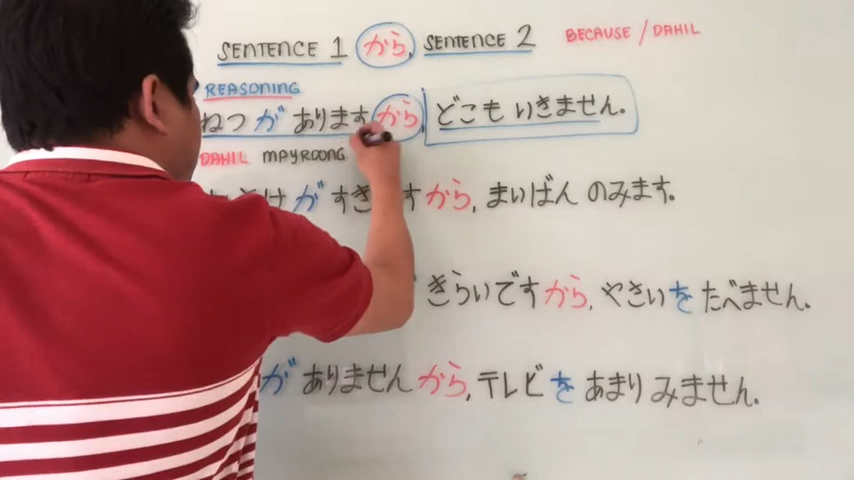 SENTENCE 1 から, SENTENCE 2 BECAUSE / DAHIL
REASONING
ねつ が あります から, どこも いきません。
DAHIL MAYROONG
が すき す から, まいばん のみます。
きらいです から, やさい を たべません。
が ありません から, テレビ を あまり みません。